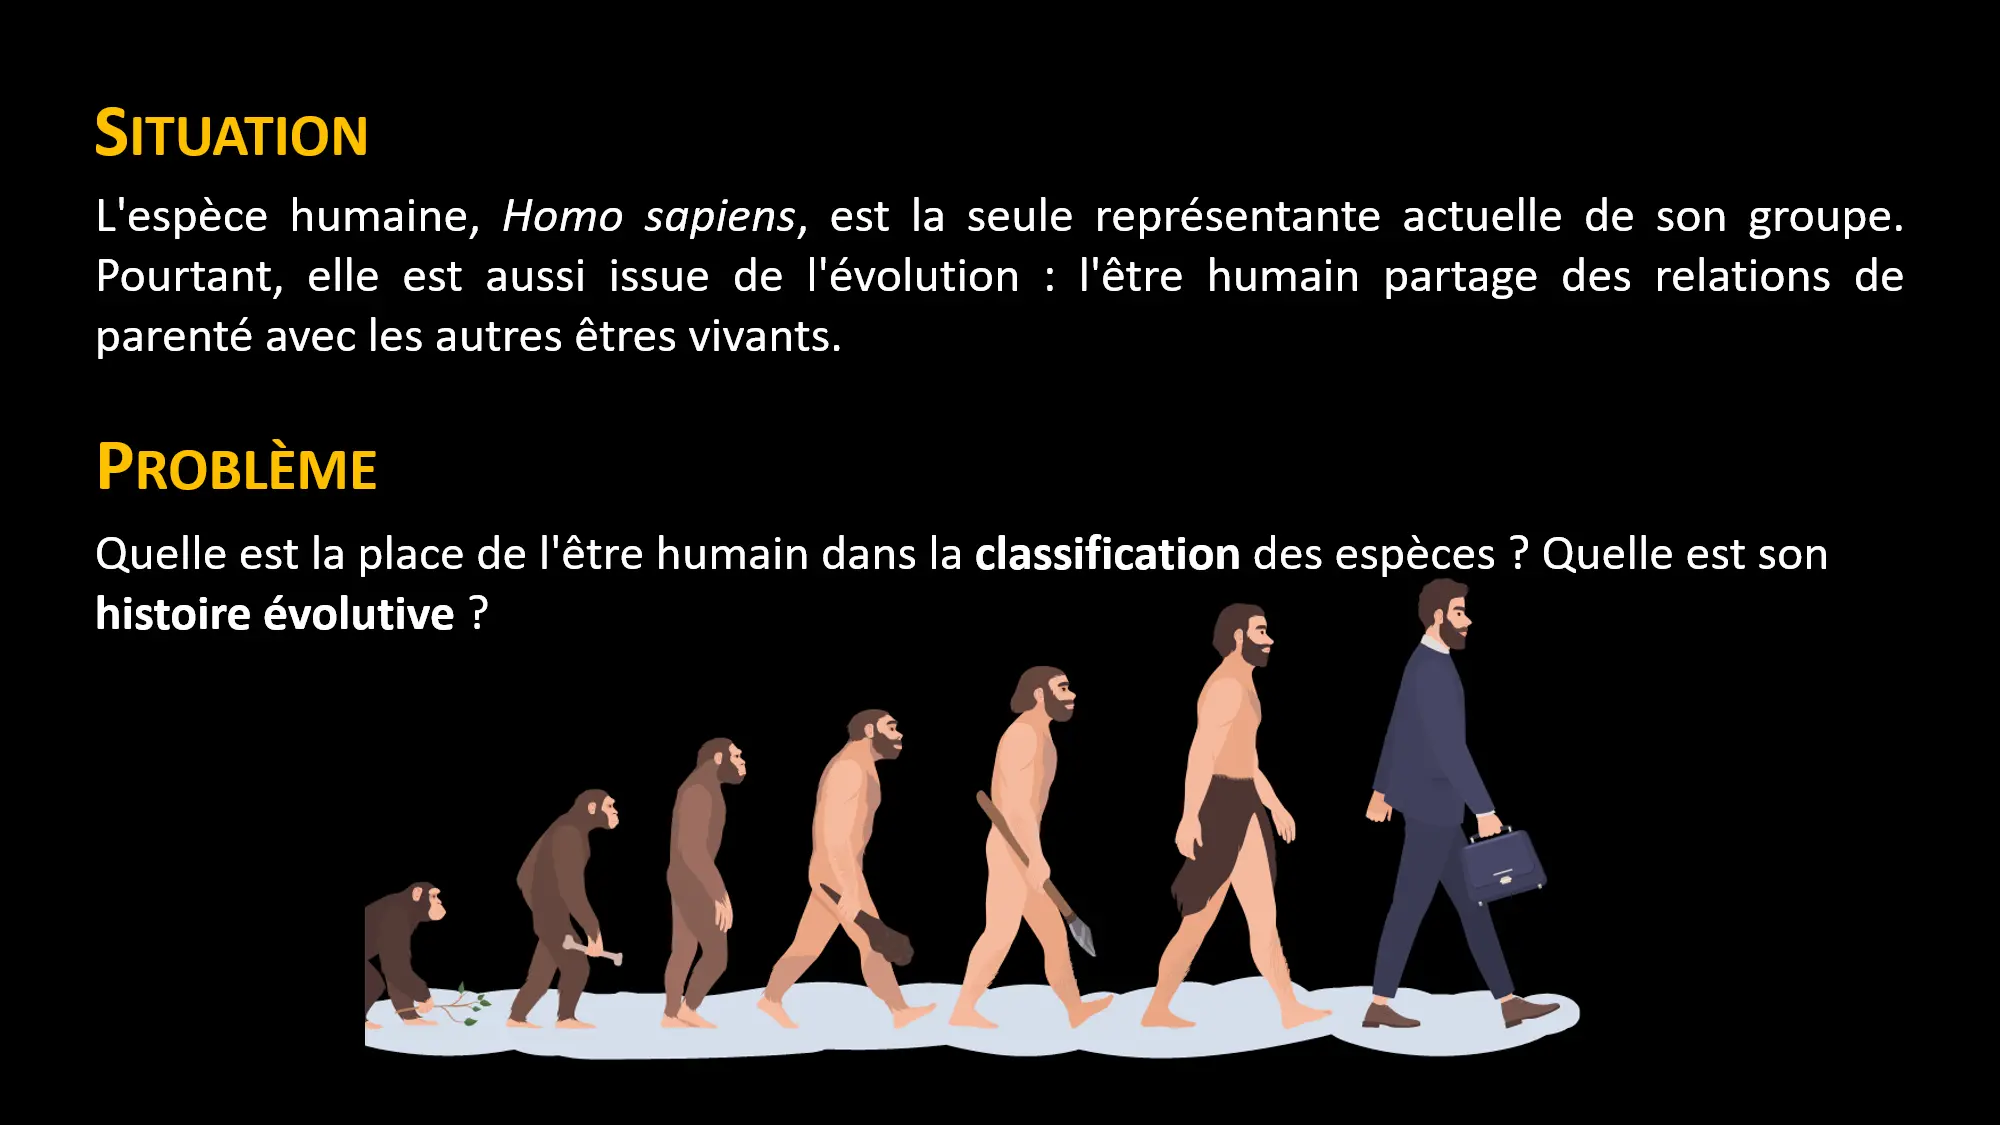 SITUATION
L'espèce humaine, Homo sapiens, est la seule représentante actuelle de son groupe.
Pourtant, elle est aussi issue de l'évolution : l'être humain partage des relations de
parenté avec les autres êtres vivants.
PROBLÈME
Quelle est la place de l'être humain dans la classification des espèces ? Quelle est son
histoire évolutive ?